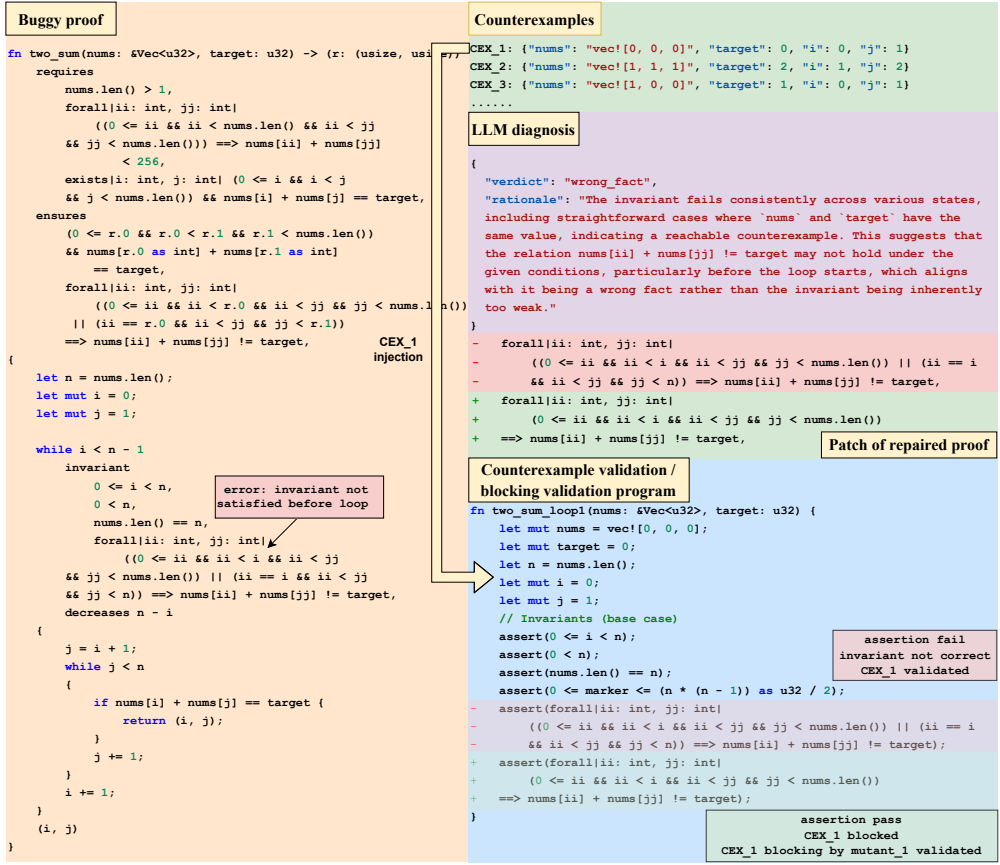 Buggy proof
fn two_sum(nums: &Vec<u32>, target: u32) -> (r: (usize, usize))
    requires
        nums.len() > 1,
        forall|ii: int, jj: int|
            ((0 <= ii && ii < nums.len() && ii < jj
        && jj < nums.len())) ==> nums[ii] + nums[jj]
                < 256,
        exists|i: int, j: int| (0 <= i && i < j
        && j < nums.len()) && nums[i] + nums[j] == target,
    ensures
        (0 <= r.0 && r.0 < r.1 && r.1 < nums.len())
        && nums[r.0 as int] + nums[r.1 as int]
            == target,
        forall|ii: int, jj: int|
            ((0 <= ii && ii < r.0 && ii < jj && jj < nums.len())
         || (ii == r.0 && ii < jj && jj < r.1))
        ==> nums[ii] + nums[jj] != target,
{
    let n = nums.len();
    let mut i = 0;
    let mut j = 1;
    while i < n - 1
        invariant
            0 <= i < n,
            0 < n,
            nums.len() == n,
            forall|ii: int, jj: int|
                ((0 <= ii && ii < i && ii < jj
        && jj < nums.len()) || (ii == i && ii < jj
        && jj < n)) ==> nums[ii] + nums[jj] != target,
        decreases n - i
    {
        j = i + 1;
        while j < n
        {
            if nums[i] + nums[j] == target {
                return (i, j);
            }
            j += 1;
        }
        i += 1;
    }
    (i, j)
}
error: invariant not
satisfied before loop
CEX_1
injection
Counterexamples
CEX_1: {"nums": "vec![0, 0, 0]", "target": 0, "i": 0, "j": 1}
CEX_2: {"nums": "vec![1, 1, 1]", "target": 2, "i": 1, "j": 2}
CEX_3: {"nums": "vec![1, 0, 0]", "target": 1, "i": 0, "j": 1}
......
LLM diagnosis
{
  "verdict": "wrong_fact",
  "rationale": "The invariant fails consistently across various states,
  including straightforward cases where `nums` and `target` have the
  same value, indicating a reachable counterexample. This suggests that
  the relation nums[ii] + nums[jj] != target may not hold under the
  given conditions, particularly before the loop starts, which aligns
  with it being a wrong fact rather than the invariant being inherently
  too weak."
}
-   forall|ii: int, jj: int|
-       ((0 <= ii && ii < i && ii < jj && jj < nums.len()) || (ii == i
-       && ii < jj && jj < n)) ==> nums[ii] + nums[jj] != target,
+   forall|ii: int, jj: int|
+       (0 <= ii && ii < i && ii < jj && jj < nums.len())
+   ==> nums[ii] + nums[jj] != target,
Patch of repaired proof
Counterexample validation /
blocking validation program
fn two_sum_loop1(nums: &Vec<u32>, target: u32) {
    let mut nums = vec![0, 0, 0];
    let mut target = 0;
    let n = nums.len();
    let mut i = 0;
    let mut j = 1;
    // Invariants (base case)
    assert(0 <= i < n);
    assert(0 < n);
    assert(nums.len() == n);
    assert(0 <= marker <= (n * (n - 1)) as u32 / 2);
-   assert(forall|ii: int, jj: int|
-       ((0 <= ii && ii < i && ii < jj && jj < nums.len()) || (ii == i
-       && ii < jj && jj < n)) ==> nums[ii] + nums[jj] != target);
+   assert(forall|ii: int, jj: int|
+       (0 <= ii && ii < i && ii < jj && jj < nums.len())
+   ==> nums[ii] + nums[jj] != target);
}
assertion fail
invariant not correct
CEX_1 validated
assertion pass
CEX_1 blocked
CEX_1 blocking by mutant_1 validated